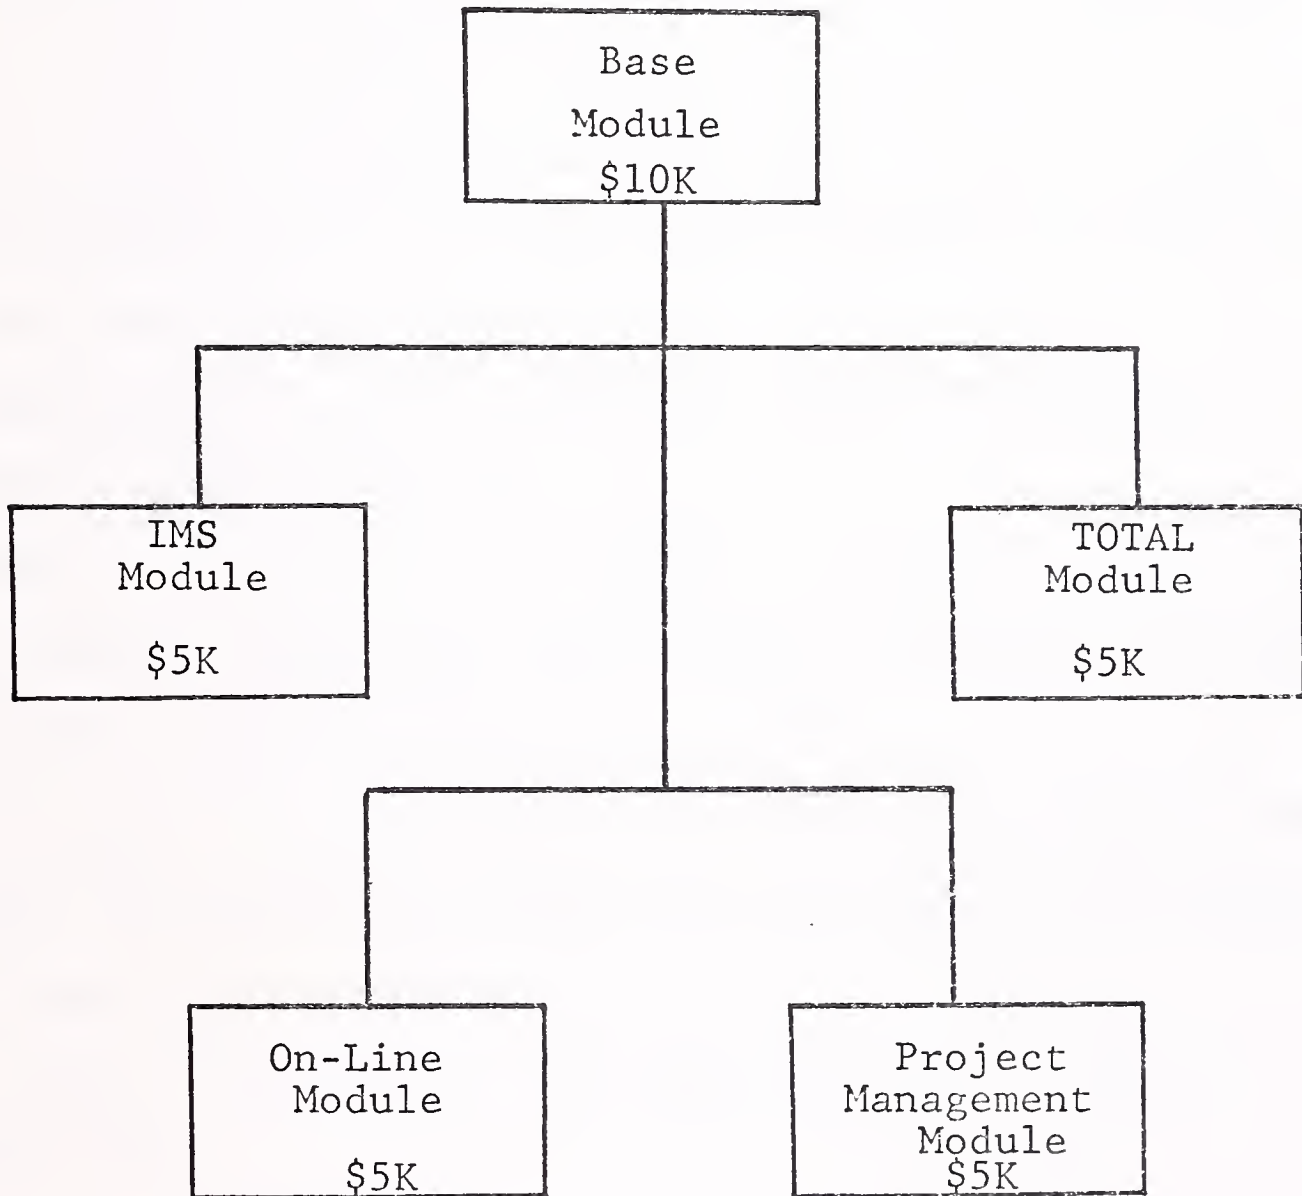 Base
Module
$10K
IMS
Module
$5K
TOTAL
Module
$5K
On-Line
Module
$5K
Project
Management
Module
$5K